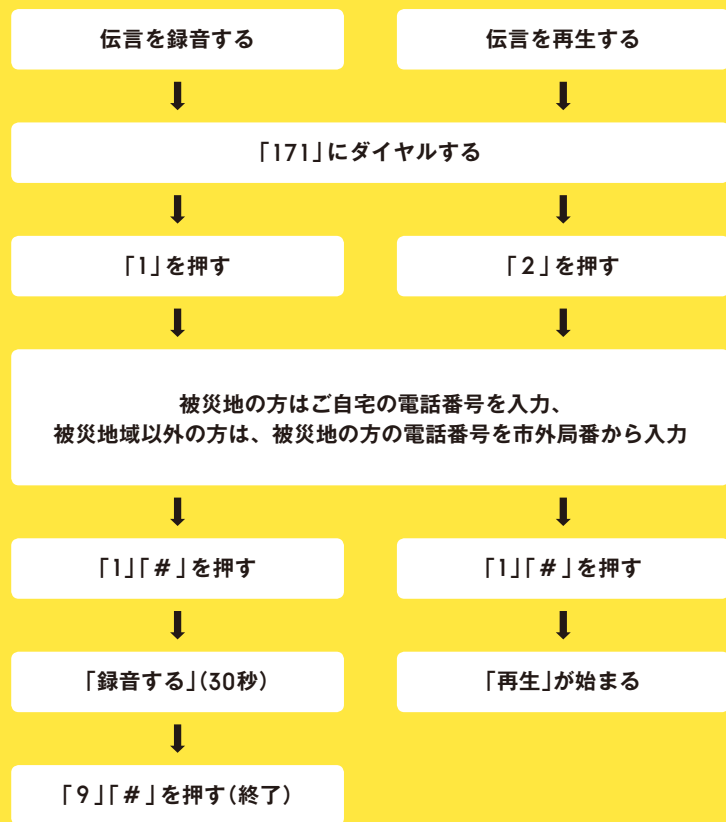 伝言を録音する
伝言を再生する
「171」にダイヤルする
「1」を押す
「2」を押す
被災地の方はご自宅の電話番号を入力、
被災地域以外の方は、被災地の方の電話番号を市外局番から入力
「1」「#」を押す
「1」「#」を押す
「録音する」(30秒)
「再生」が始まる
「9」「#」を押す(終了)